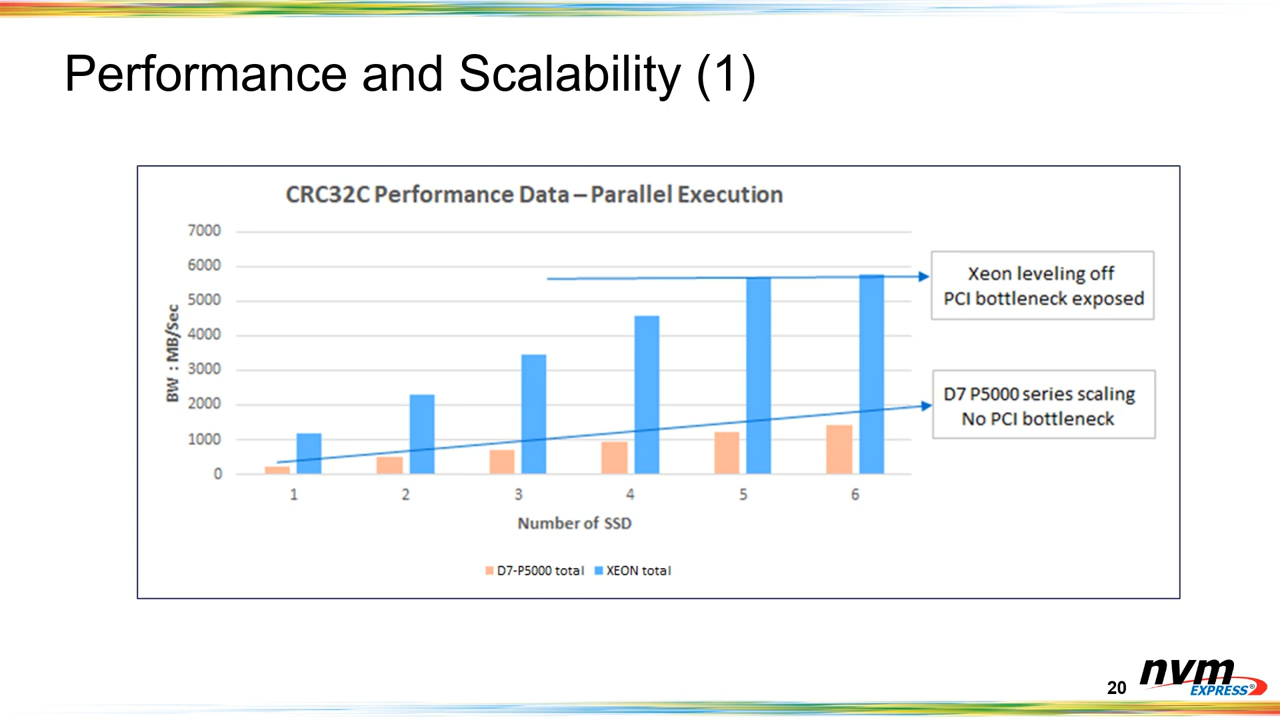 Performance and Scalability (1)
CRC32C Performance Data – Parallel Execution
7000
6000
5000
4000
3000
2000
1000
0
BW : MB/Sec
1 2 3 4 5 6
Number of SSD
D7-P5000 total XEON total
Xeon leveling off
PCI bottleneck exposed
D7 P5000 series scaling
No PCI bottleneck
20
nvm
EXPRESS®